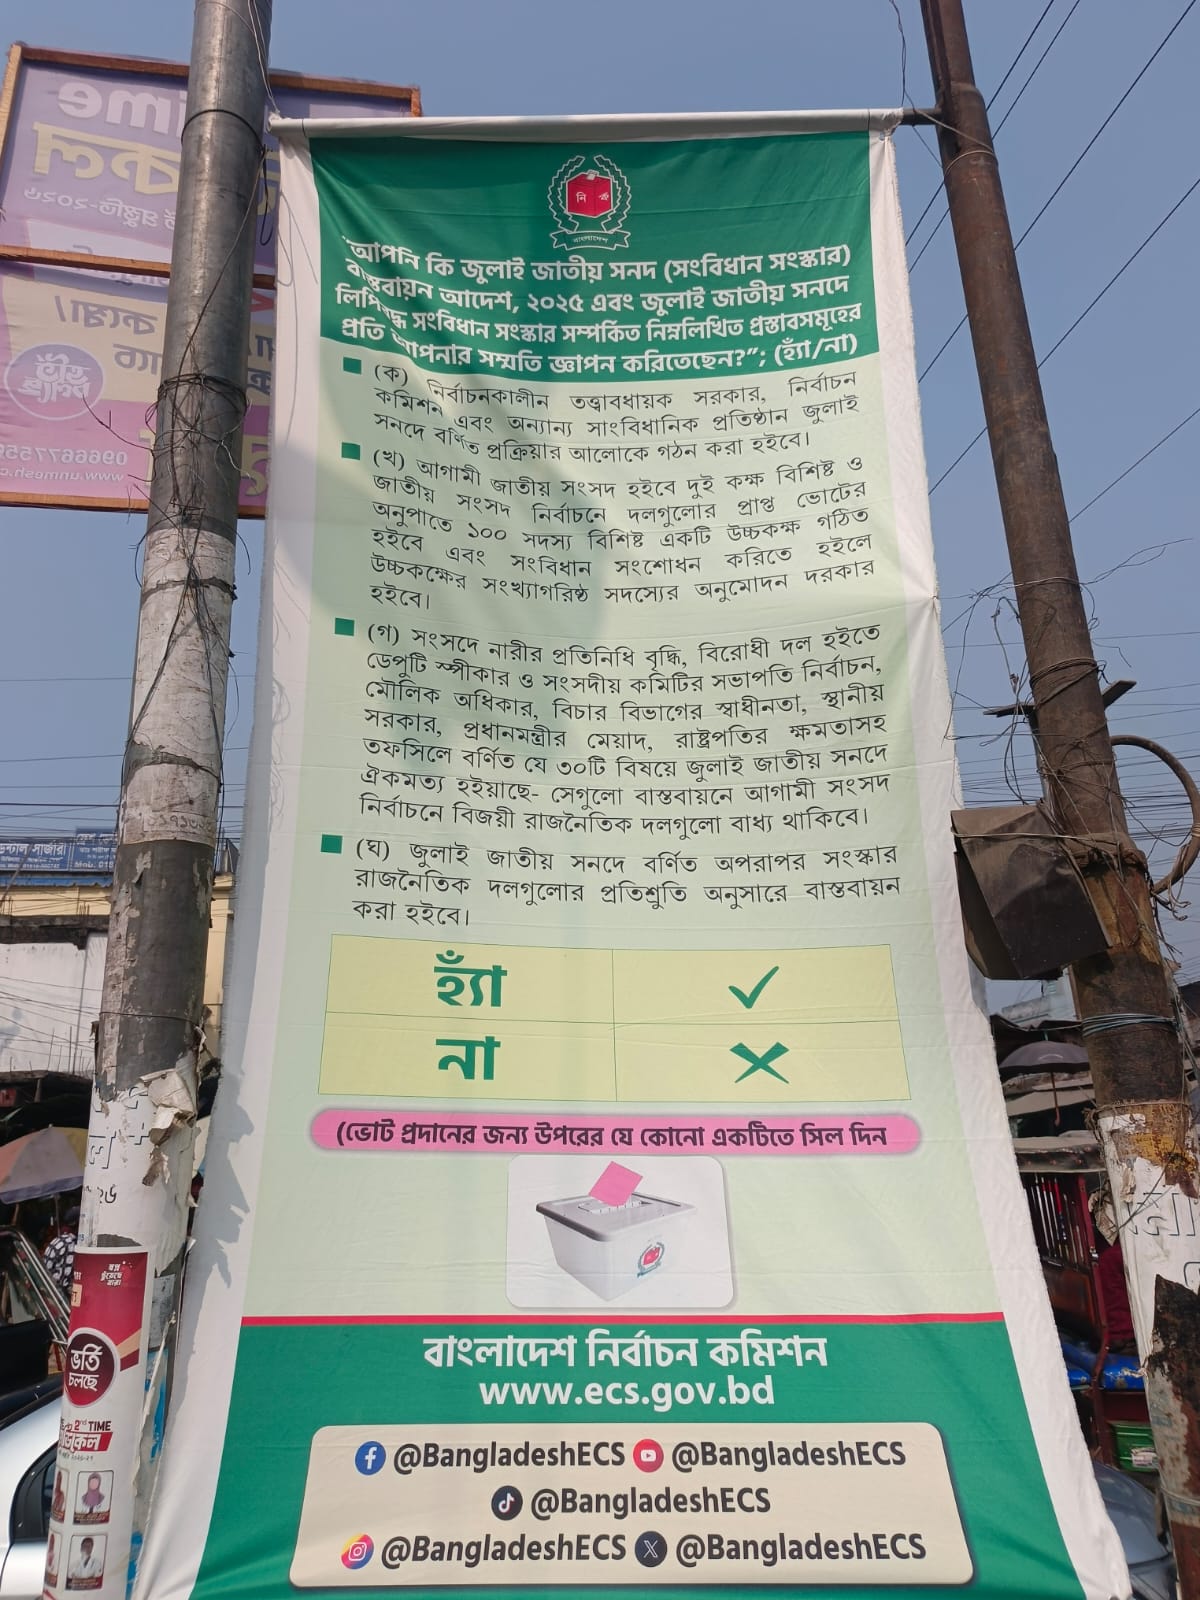 নি
বাংলাদেশ
"আপনি কি জুলাই জাতীয় সনদ (সংবিধান সংস্কার)
বাস্তবায়ন আদেশ, ২০২৫ এবং জুলাই জাতীয় সনদে
লিপিবদ্ধ সংবিধান সংস্কার সম্পর্কিত নিম্নলিখিত প্রস্তাবসমূহের
প্রতি আপনার সম্মতি জ্ঞাপন করিতেছেন?"; (হ্যাঁ/না)
(ক) নির্বাচনকালীন তত্ত্বাবধায়ক সরকার, নির্বাচন
কমিশন এবং অন্যান্য সাংবিধানিক প্রতিষ্ঠান জুলাই
সনদে বর্ণিত প্রক্রিয়ার আলোকে গঠন করা হইবে।
(খ) আগামী জাতীয় সংসদ হইবে দুই কক্ষ বিশিষ্ট ও
জাতীয় সংসদ নির্বাচনে দলগুলোর প্রাপ্ত ভোটের
অনুপাতে ১০০ সদস্য বিশিষ্ট একটি উচ্চকক্ষ গঠিত
হইবে এবং সংবিধান সংশোধন করিতে হইলে
উচ্চকক্ষের সংখ্যাগরিষ্ঠ সদস্যের অনুমোদন দরকার
হইবে।
(গ) সংসদে নারীর প্রতিনিধি বৃদ্ধি, বিরোধী দল হইতে
ডেপুটি স্পীকার ও সংসদীয় কমিটির সভাপতি নির্বাচন,
মৌলিক অধিকার, বিচার বিভাগের স্বাধীনতা, স্থানীয়
সরকার, প্রধানমন্ত্রীর মেয়াদ, রাষ্ট্রপতির ক্ষমতাসহ
তফসিলে বর্ণিত যে ৩০টি বিষয়ে জুলাই জাতীয় সনদে
ঐকমত্য হইয়াছে- সেগুলো বাস্তবায়নে আগামী সংসদ
নির্বাচনে বিজয়ী রাজনৈতিক দলগুলো বাধ্য থাকিবে।
(ঘ) জুলাই জাতীয় সনদে বর্ণিত অপরাপর সংস্কার
রাজনৈতিক দলগুলোর প্রতিশ্রুতি অনুসারে বাস্তবায়ন
করা হইবে।
হ্যাঁ ✓
না ✕
(ভোট প্রদানের জন্য উপরের যে কোনো একটিতে সিল দিন
বাংলাদেশ নির্বাচন কমিশন
www.ecs.gov.bd
@BangladeshECS @BangladeshECS
@BangladeshECS
@BangladeshECS @BangladeshECS
ভর্তি
চলছে
2nd TIME